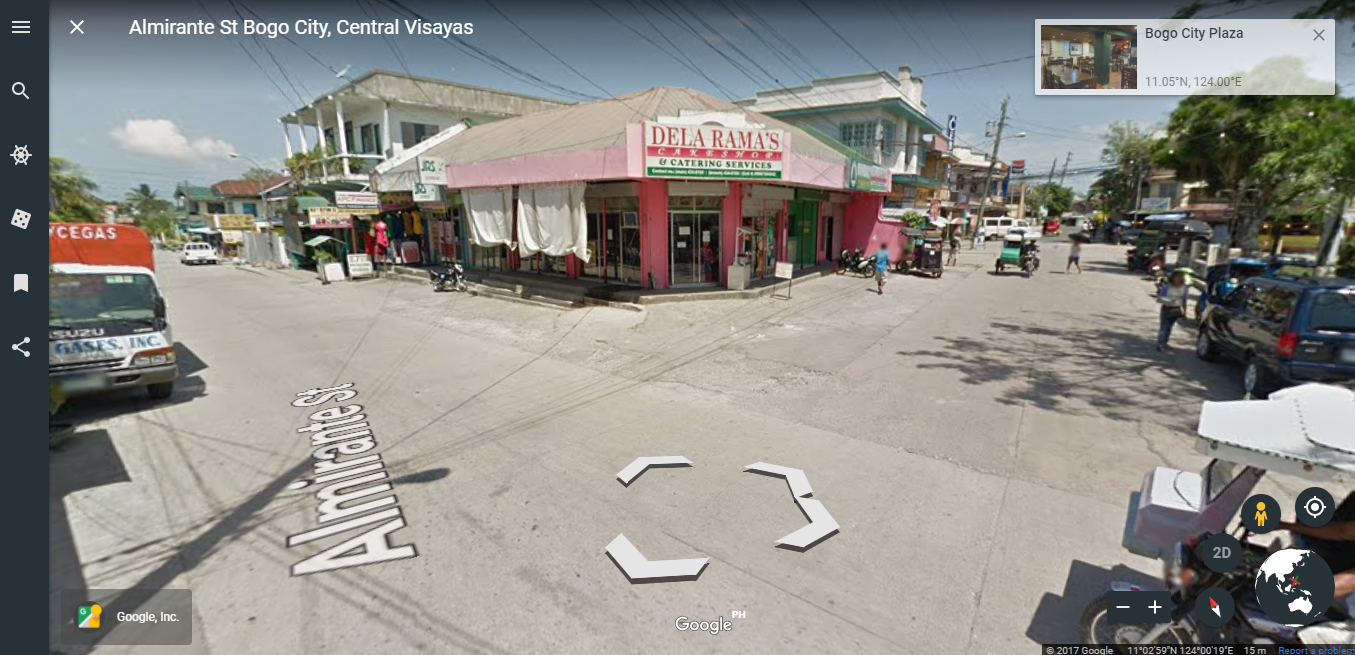 Almirante St Bogo City, Central Visayas
Bogo City Plaza
11.05°N, 124.00°E
DELA RAMA'S
CAKESHOP
& CATERING SERVICES
JRS
YCEGAS
ISUZU
GASES, INC.
Almirante St
2D
Google, Inc.
Google
PH
© 2017 Google
11°02'59"N 124°00'19"E
15 m
Report a problem